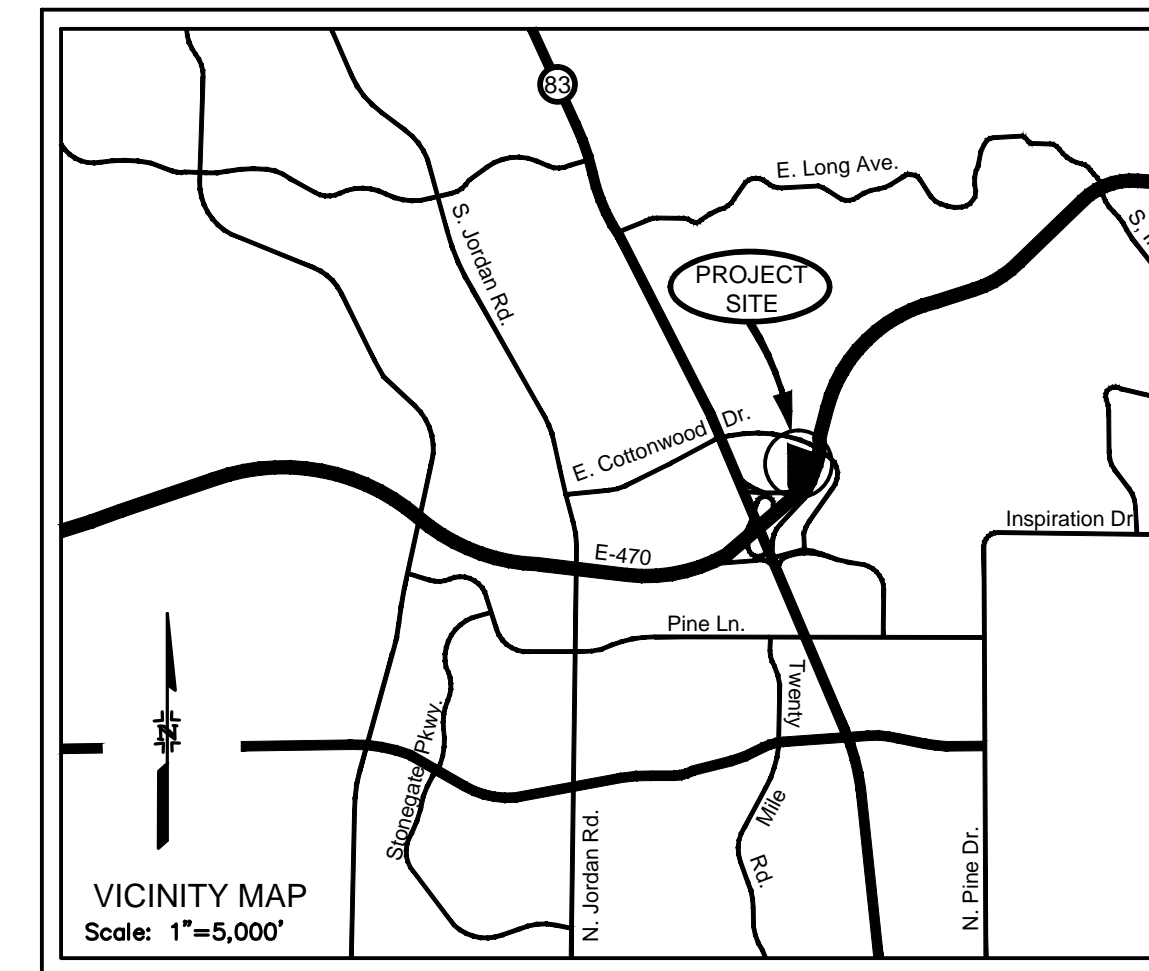 83
E. Long Ave.
S. Jordan Rd.
PROJECT
SITE
E. Cottonwood Dr.
Inspiration Dr
E-470
Pine Ln.
Twenty
Mile
Rd.
Stonegate Pkwy.
N. Jordan Rd.
N. Pine Dr.
N
VICINITY MAP
Scale: 1"=5,000'